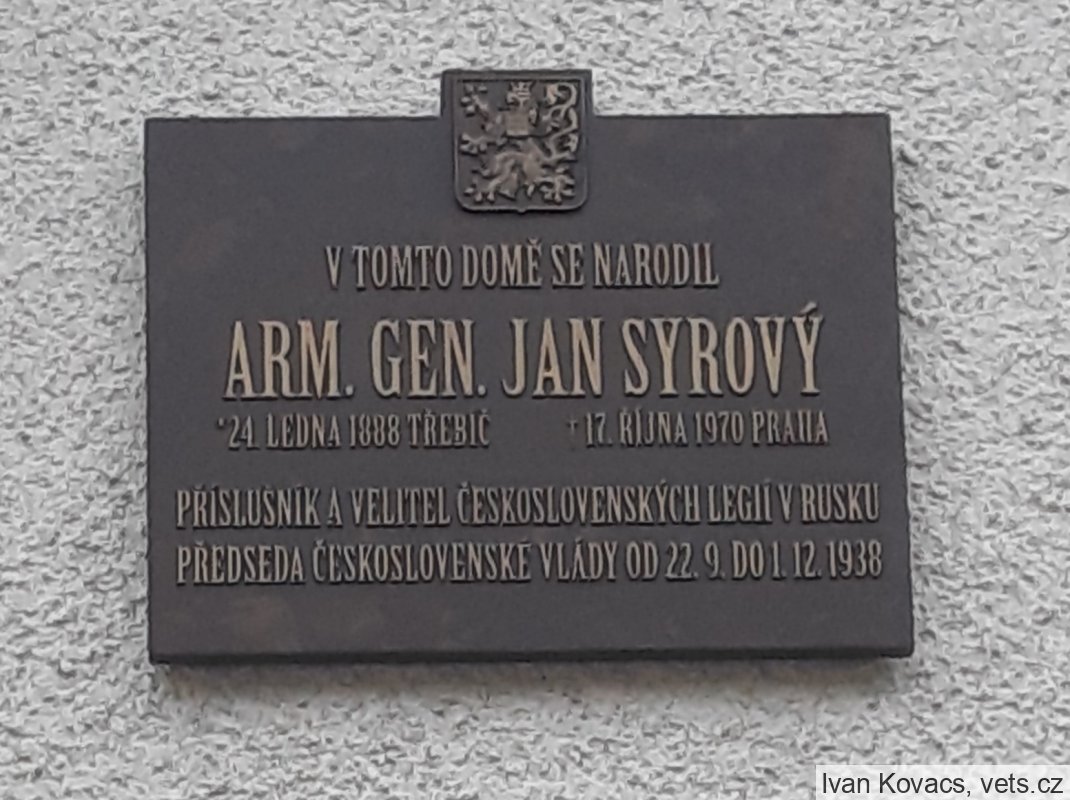 V TOMTO DOMĚ SE NARODIL
ARM. GEN. JAN SYROVÝ
*24. LEDNA 1888 TŘEBIČ †17. ŘÍJNA 1970 PRAHA
PŘÍSLUŠNÍK A VELITEL ČESKOSLOVENSKÝCH LEGIÍ V RUSKU
PŘEDSEDA ČESKOSLOVENSKÉ VLÁDY OD 22. 9. DO 1. 12. 1938
Ivan Kovacs, vets.cz